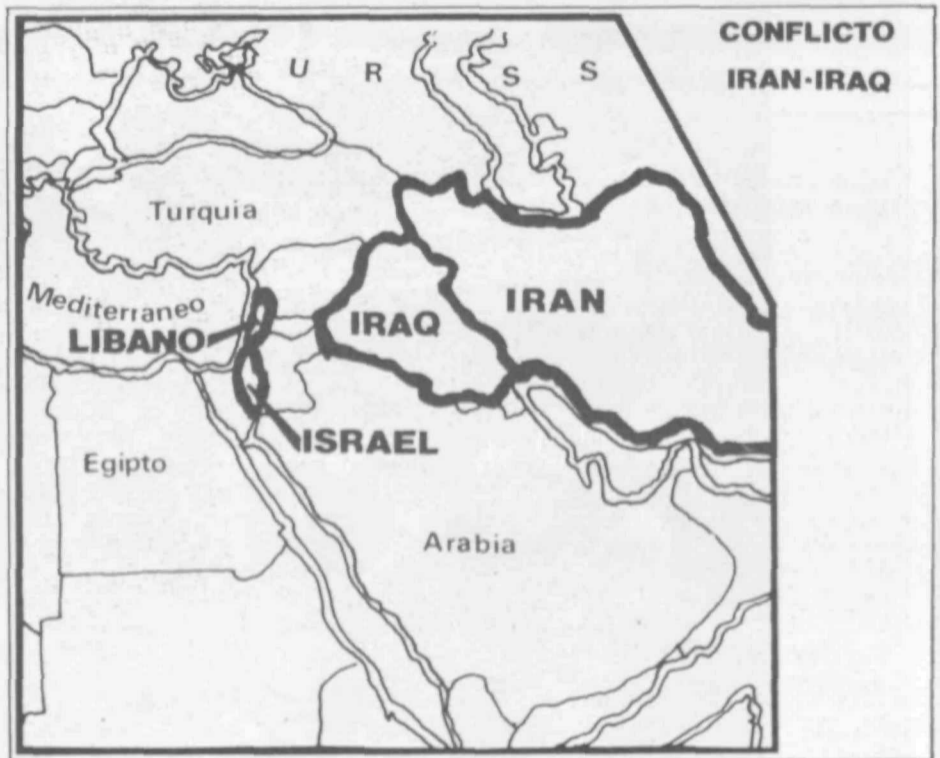 CONFLICTO
IRAN·IRAQ
U R S S
Turquia
Mediterraneo
LIBANO
IRAQ
IRAN
ISRAEL
Egipto
Arabia